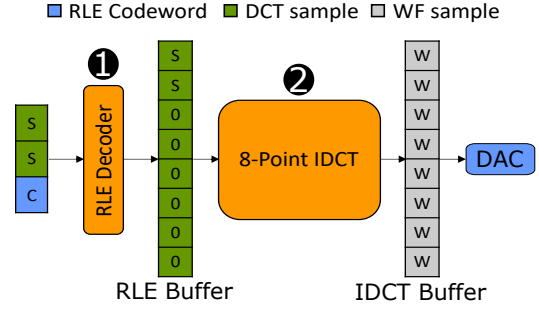 RLE Codeword
DCT sample
WF sample
1
2
S
S
C
RLE Decoder
S
S
0
0
0
0
0
0
8-Point IDCT
W
W
W
W
W
W
W
W
DAC
RLE Buffer
IDCT Buffer